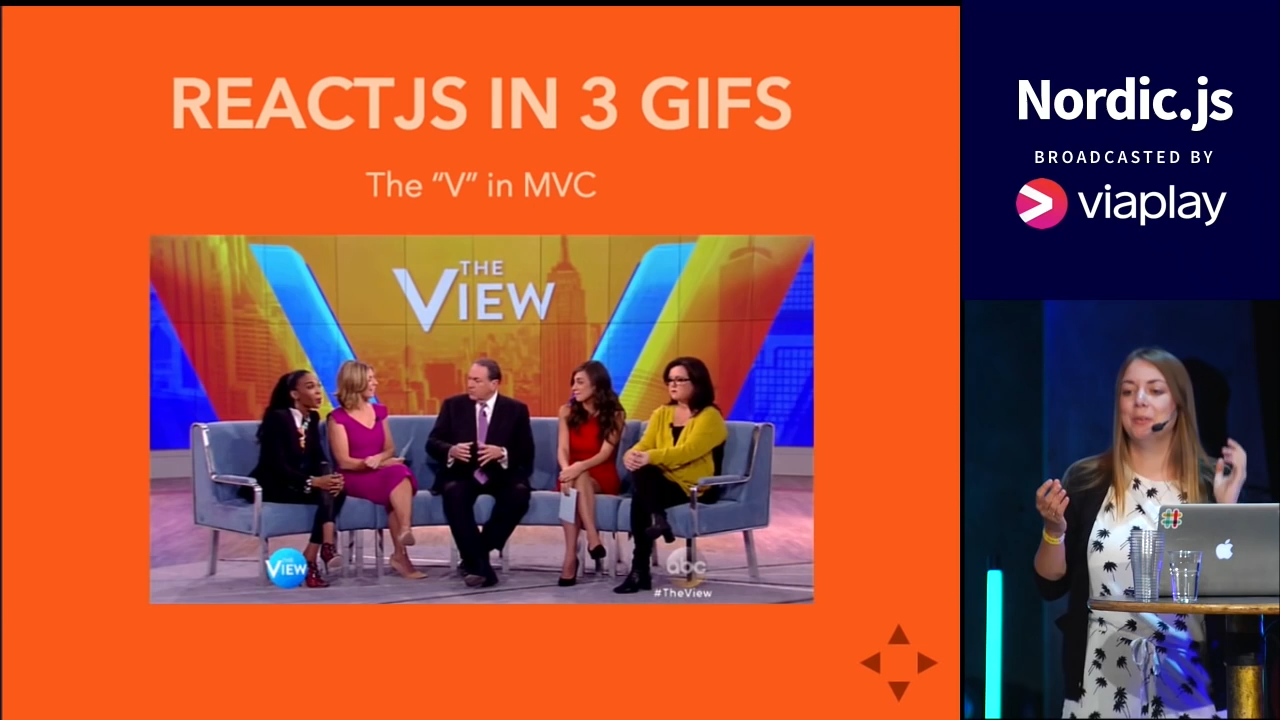 REACTJS IN 3 GIFS
The “V” in MVC
THE
VIEW
THE
VIEW
abc
#TheView
Nordic.js
BROADCASTED BY
viaplay